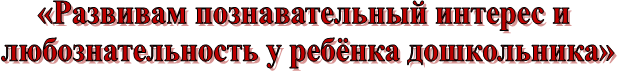 «Развивам познавательный интерес и
любознательность у ребёнка дошкольника»